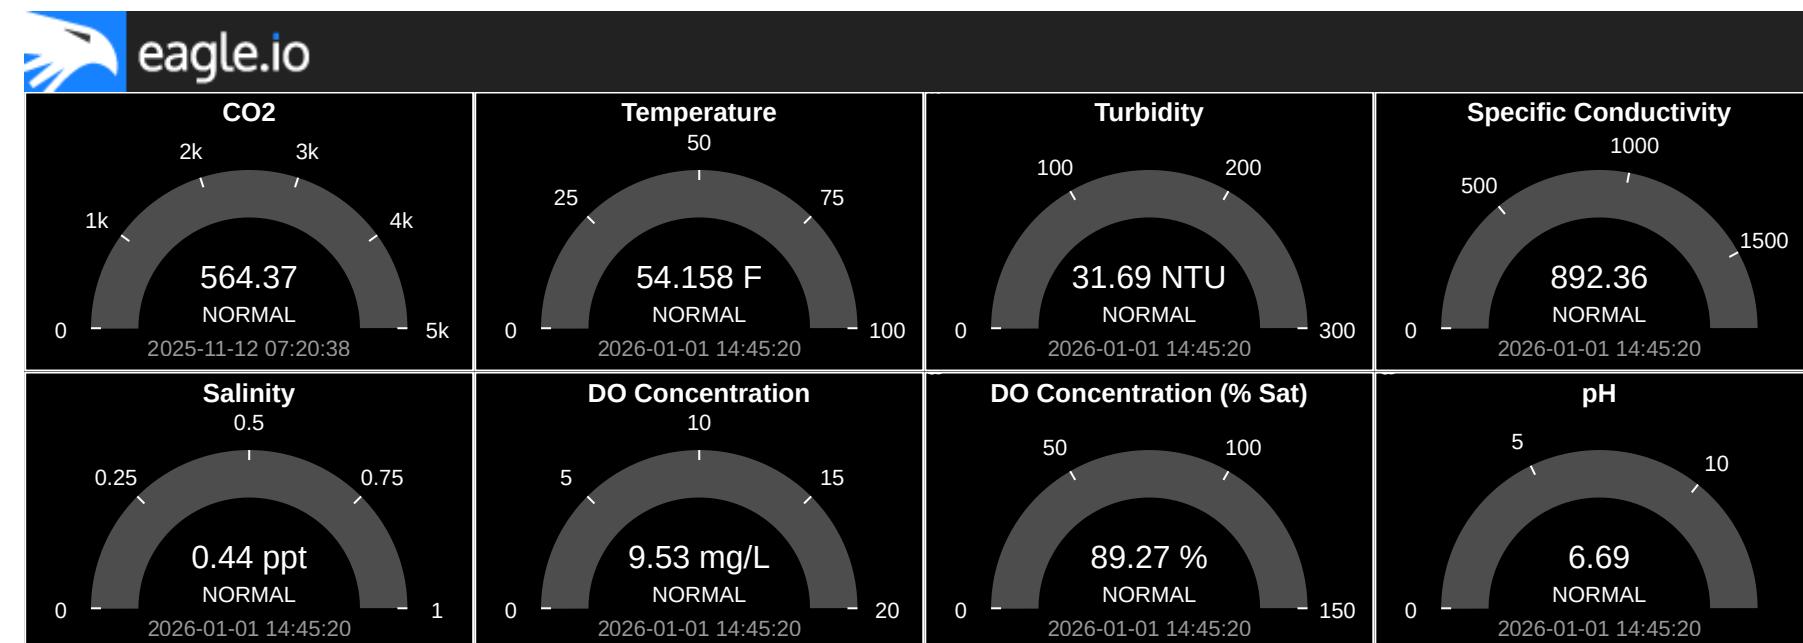 eagle.io
CO2
2k
3k
1k
4k
564.37
NORMAL
0
5k
2025-11-12 07:20:38
Temperature
50
25
75
54.158 F
NORMAL
0
100
2026-01-01 14:45:20
Turbidity
100
200
31.69 NTU
NORMAL
0
300
2026-01-01 14:45:20
Specific Conductivity
1000
500
1500
892.36
NORMAL
0
2026-01-01 14:45:20
Salinity
0.5
0.25
0.75
0.44 ppt
NORMAL
0
1
2026-01-01 14:45:20
DO Concentration
10
5
15
9.53 mg/L
NORMAL
0
20
2026-01-01 14:45:20
DO Concentration (% Sat)
50
100
89.27 %
NORMAL
0
150
2026-01-01 14:45:20
pH
5
10
6.69
NORMAL
0
2026-01-01 14:45:20